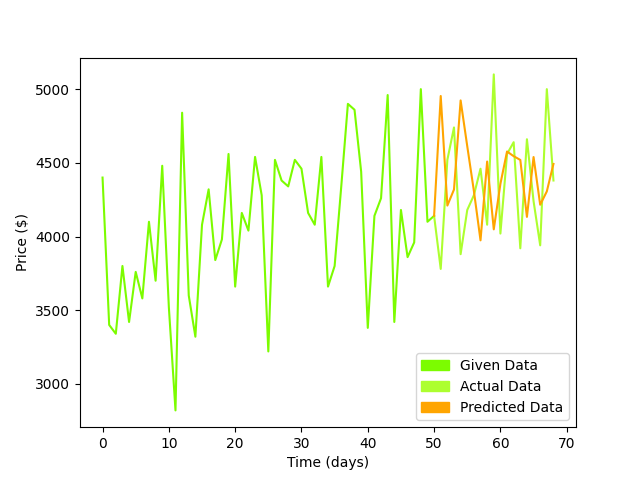 5000
4500
4000
3500
3000
Price ($)
0 10 20 30 40 50 60 70
Time (days)
Given Data
Actual Data
Predicted Data